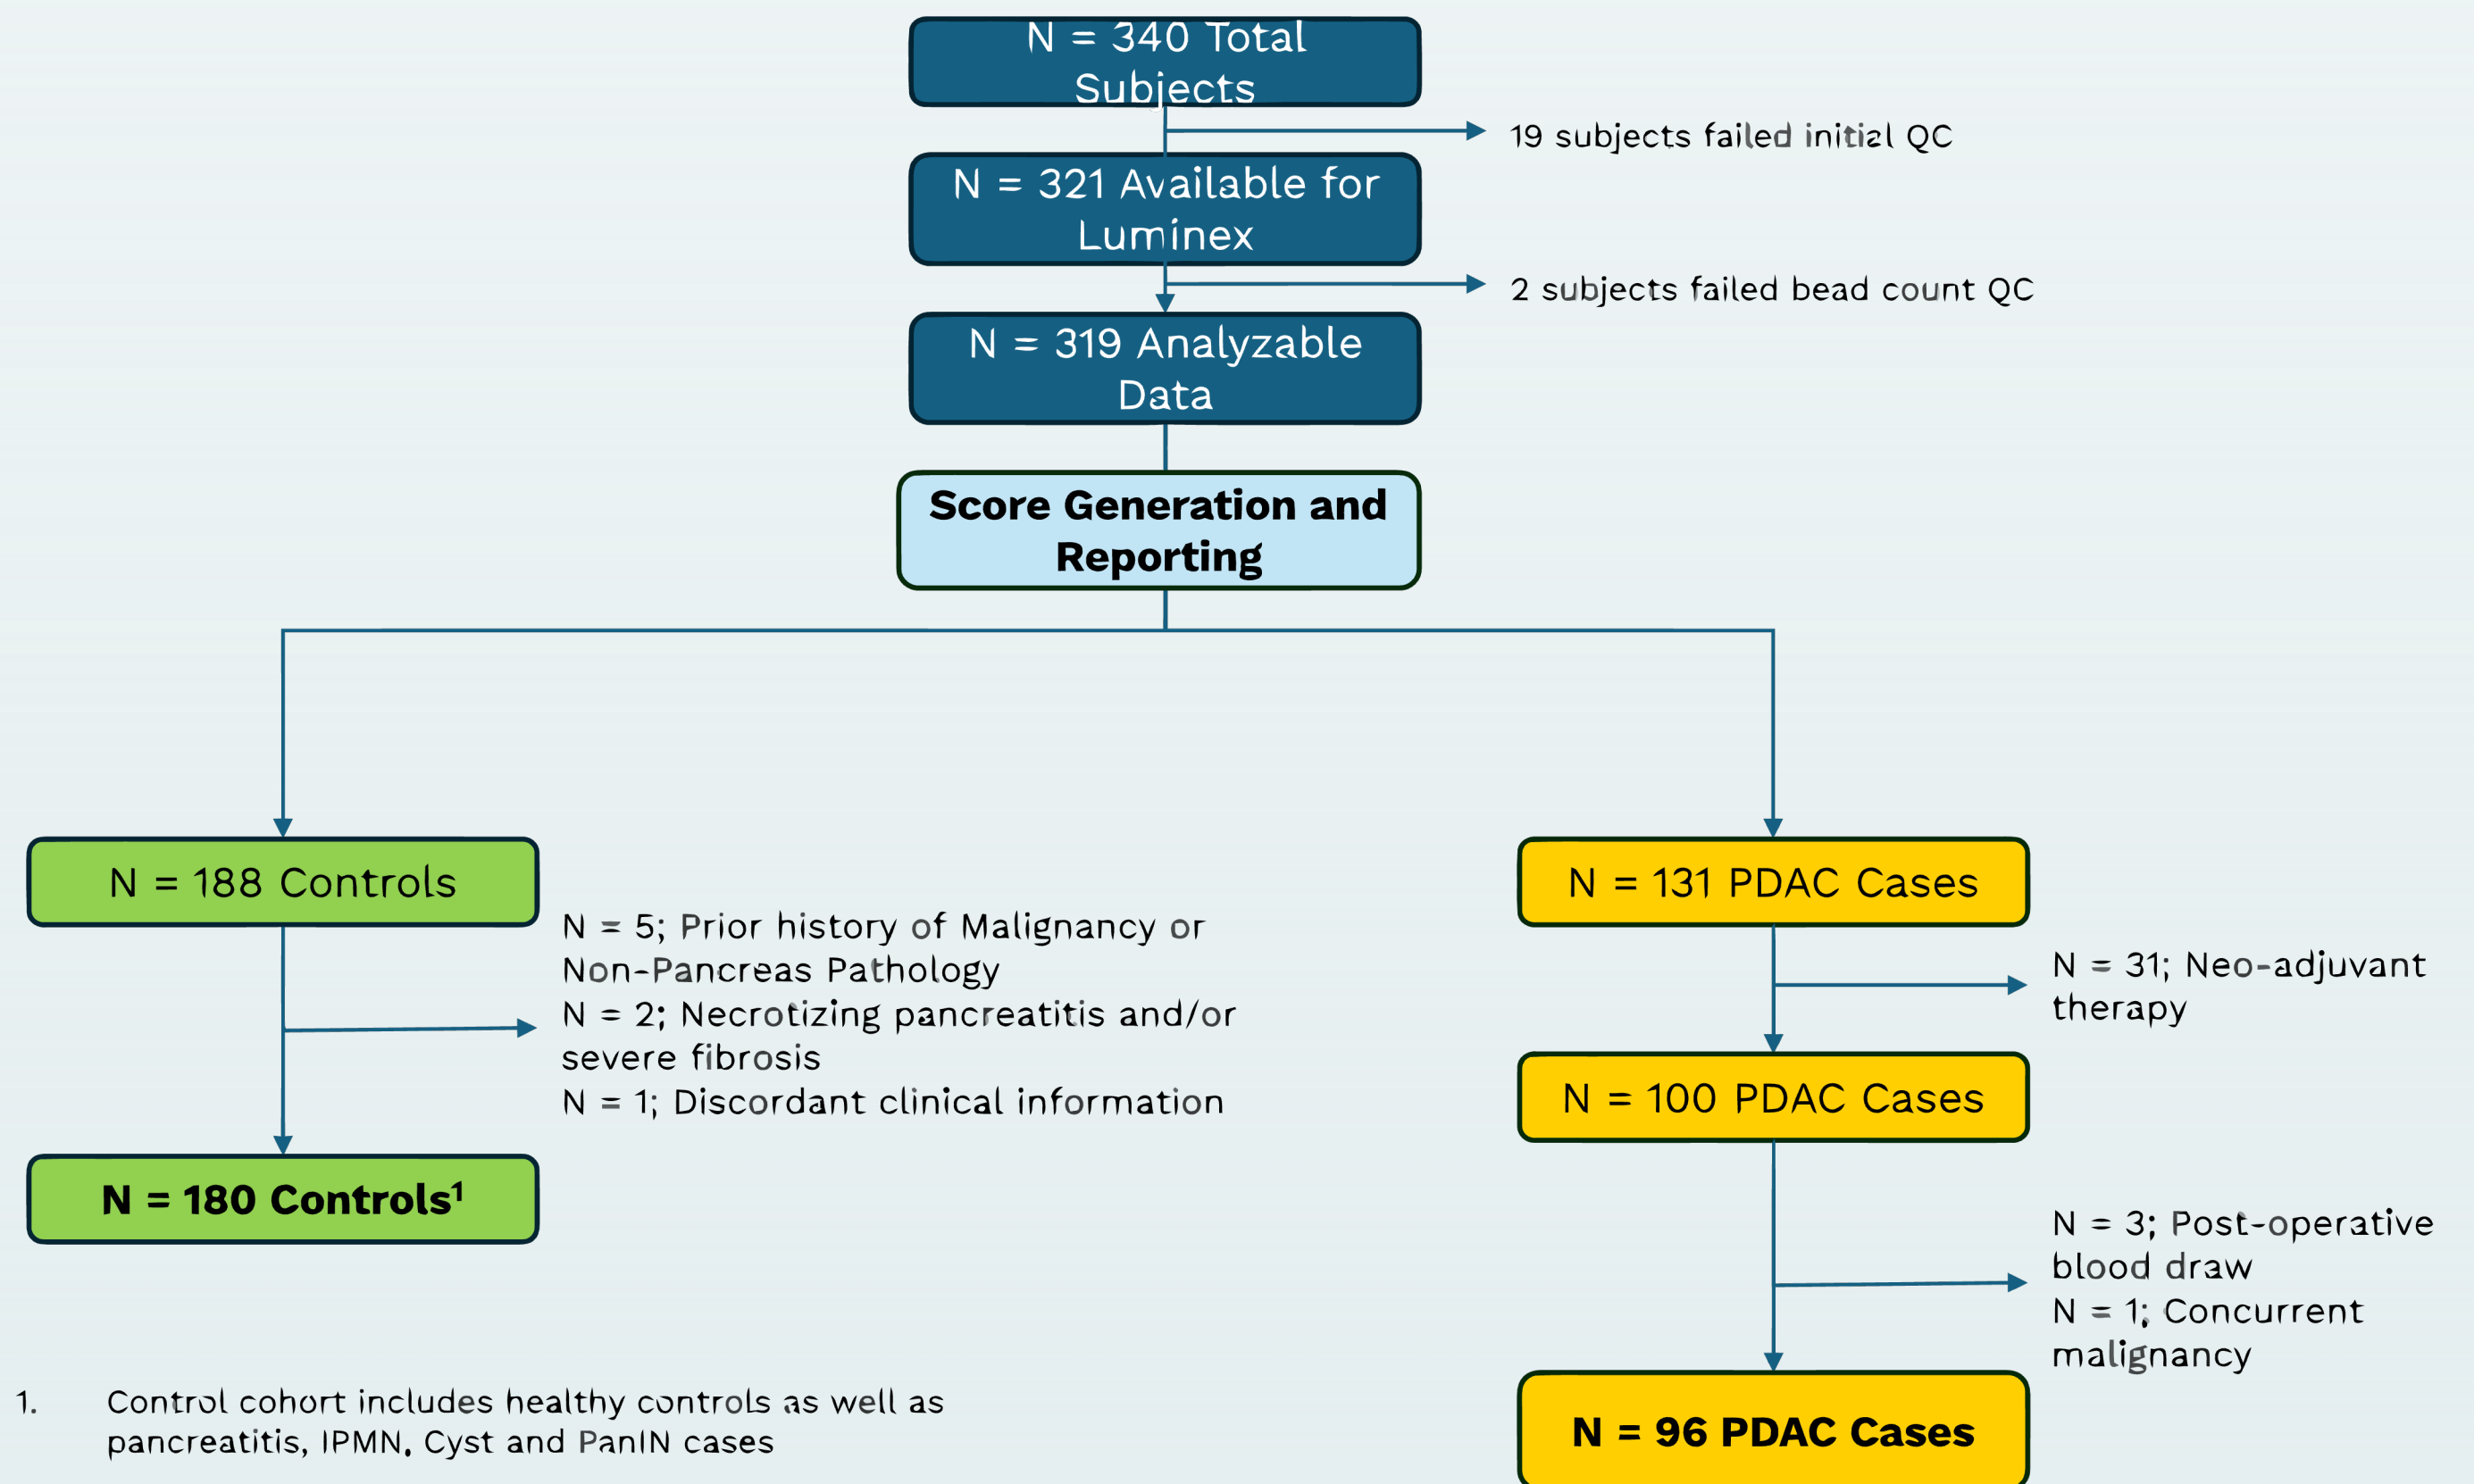 N = 340 Total
Subjects
19 subjects failed initial QC
N = 321 Available for
Luminex
2 subjects failed bead count QC
N = 319 Analyzable
Data
Score Generation and
Reporting
N = 188 Controls
N = 5; Prior history of Malignancy or
Non-Pancreas Pathology
N = 2; Necrotizing pancreatitis and/or
severe fibrosis
N = 1; Discordant clinical information
N = 180 Controls¹
N = 131 PDAC Cases
N = 31; Neo-adjuvant
therapy
N = 100 PDAC Cases
N = 3; Post-operative
blood draw
N = 1; Concurrent
malignancy
N = 96 PDAC Cases
1. Control cohort includes healthy controls as well as
pancreatitis, IPMN, Cyst and PanIN cases